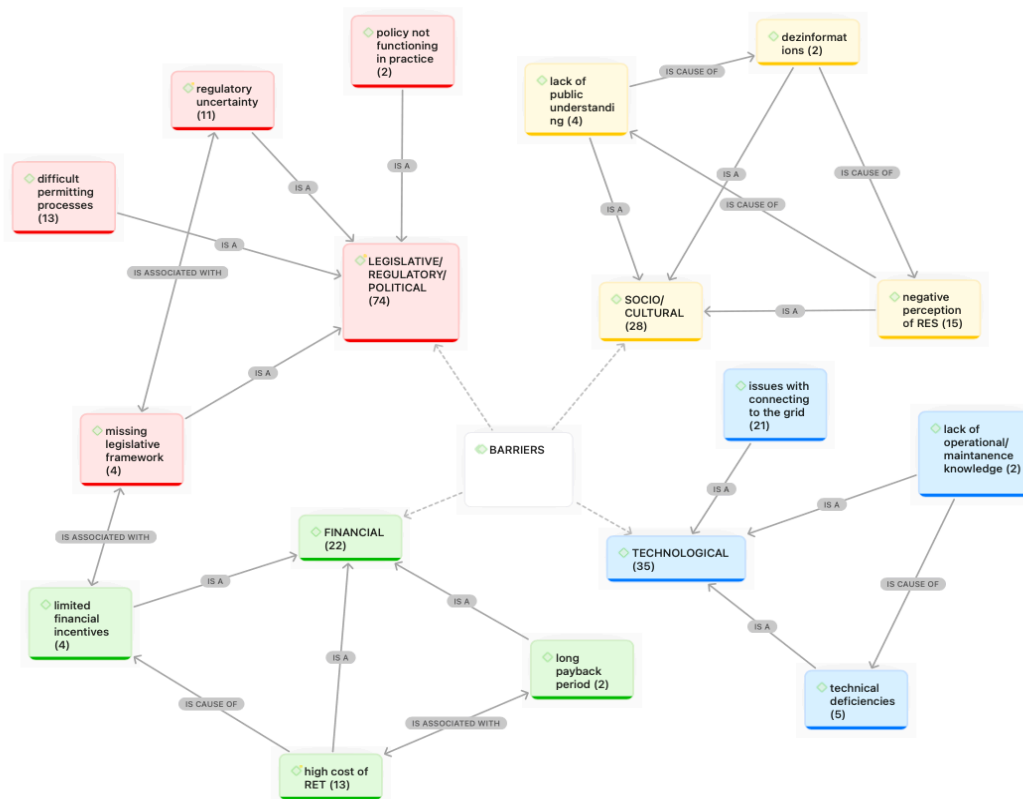 policy not
functioning
in practice
(2)
dezinformat
ions (2)
IS CAUSE OF
lack of
public
understandi
ng (4)
regulatory
uncertainty
(11)
IS A
IS A
IS A
IS CAUSE OF
difficult
permitting
processes
(13)
IS A
IS CAUSE OF
IS A
IS A
IS ASSOCIATED WITH
LEGISLATIVE/
REGULATORY/
POLITICAL
(74)
SOCIO/
CULTURAL
(28)
IS A
negative
perception
of RES (15)
IS A
issues with
connecting
to the grid
(21)
missing
legislative
framework
(4)
BARRIERS
lack of
operational/
maintanence
knowledge (2)
IS A
IS A
IS ASSOCIATED WITH
FINANCIAL
(22)
TECHNOLOGICAL
(35)
IS A
IS CAUSE OF
limited
financial
incentives
(4)
IS A
IS A
IS A
long
payback
period (2)
technical
deficiencies
(5)
IS CAUSE OF
IS ASSOCIATED WITH
high cost of
RET (13)